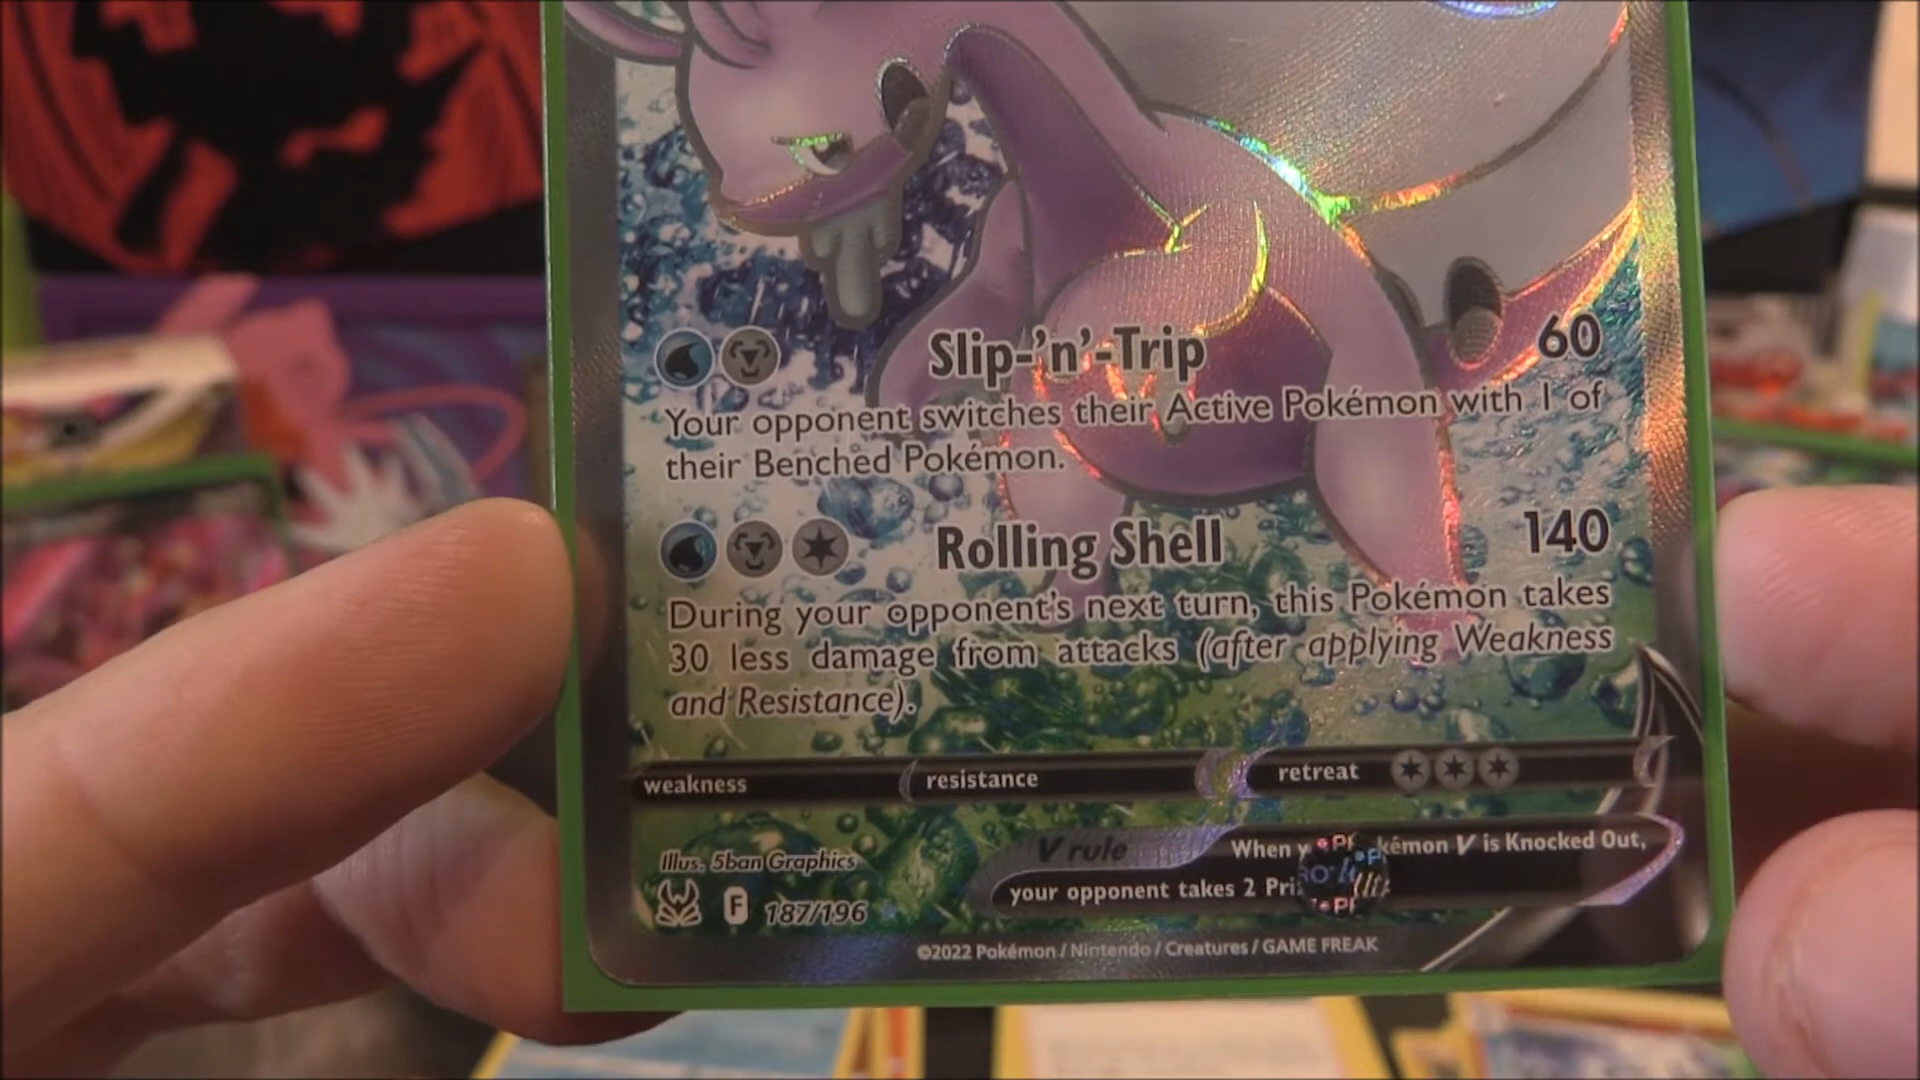 Slip-'n'-Trip 60
Your opponent switches their Active Pokémon with 1 of
their Benched Pokémon.
Rolling Shell 140
During your opponent's next turn, this Pokémon takes
30 less damage from attacks (after applying Weakness
and Resistance).
weakness resistance retreat
V rule When y kémon V is Knocked Out,
your opponent takes 2 Pri
Illus. 5ban Graphics
F 187/196
©2022 Pokémon / Nintendo / Creatures / GAME FREAK